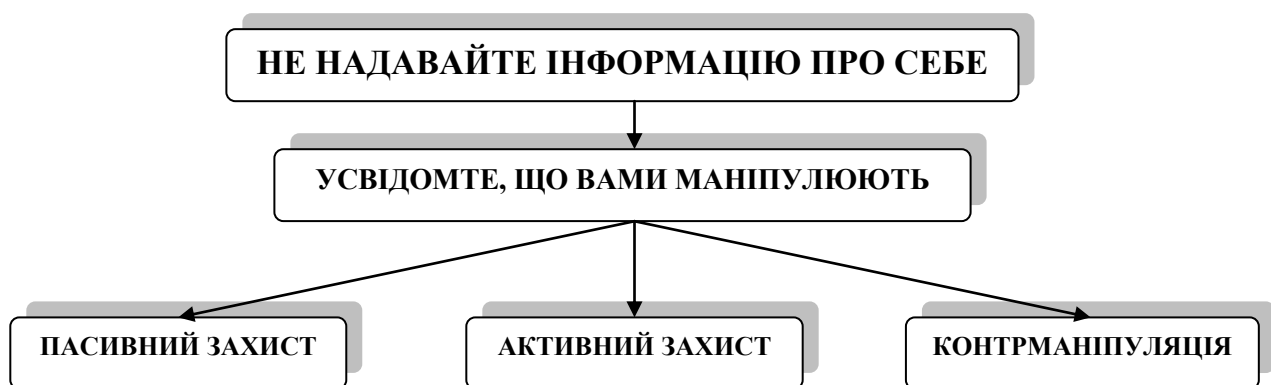 НЕ НАДАВАЙТЕ ІНФОРМАЦІЮ ПРО СЕБЕ
УСВІДОМТЕ, ЩО ВАМИ МАНІПУЛЮЮТЬ
ПАСИВНИЙ ЗАХИСТ
АКТИВНИЙ ЗАХИСТ
КОНТРМАНІПУЛЯЦІЯ